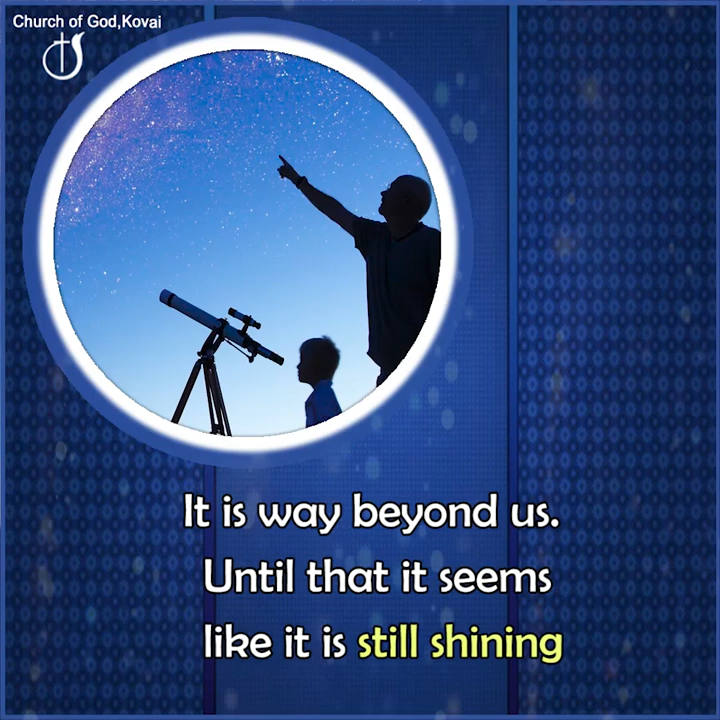 Church of God,Kovai
It is way beyond us.
Until that it seems
like it is still shining